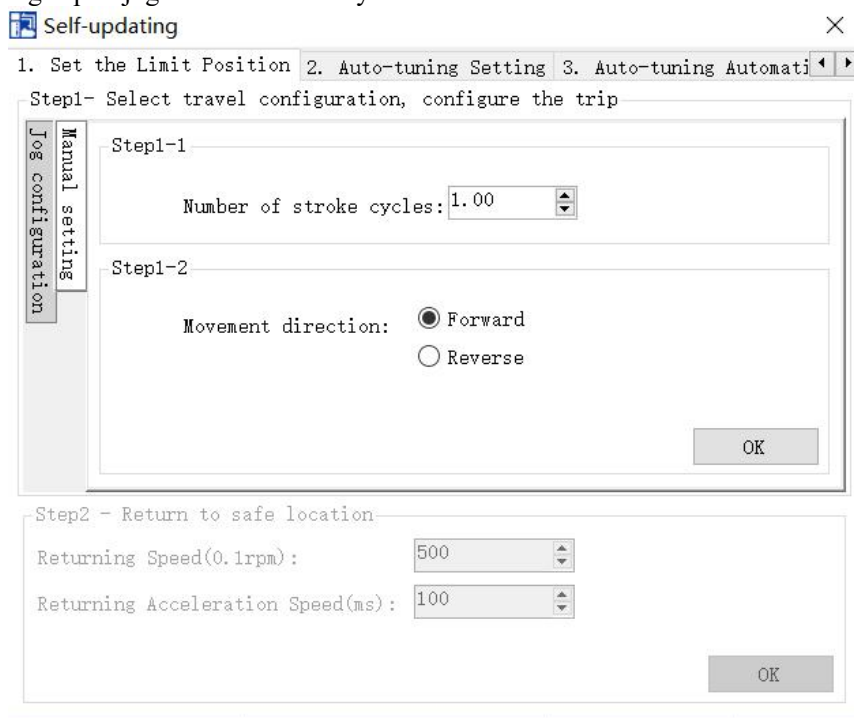 Self-updating
1. Set the Limit Position 2. Auto-tuning Setting 3. Auto-tuning Automati
Step1- Select travel configuration, configure the trip
Jog configuration
Manual setting
Step1-1
Number of stroke cycles: 1.00
Step1-2
Movement direction: Forward
Reverse
OK
Step2 - Return to safe location
Returning Speed(0.1rpm): 500
Returning Acceleration Speed(ms): 100
OK